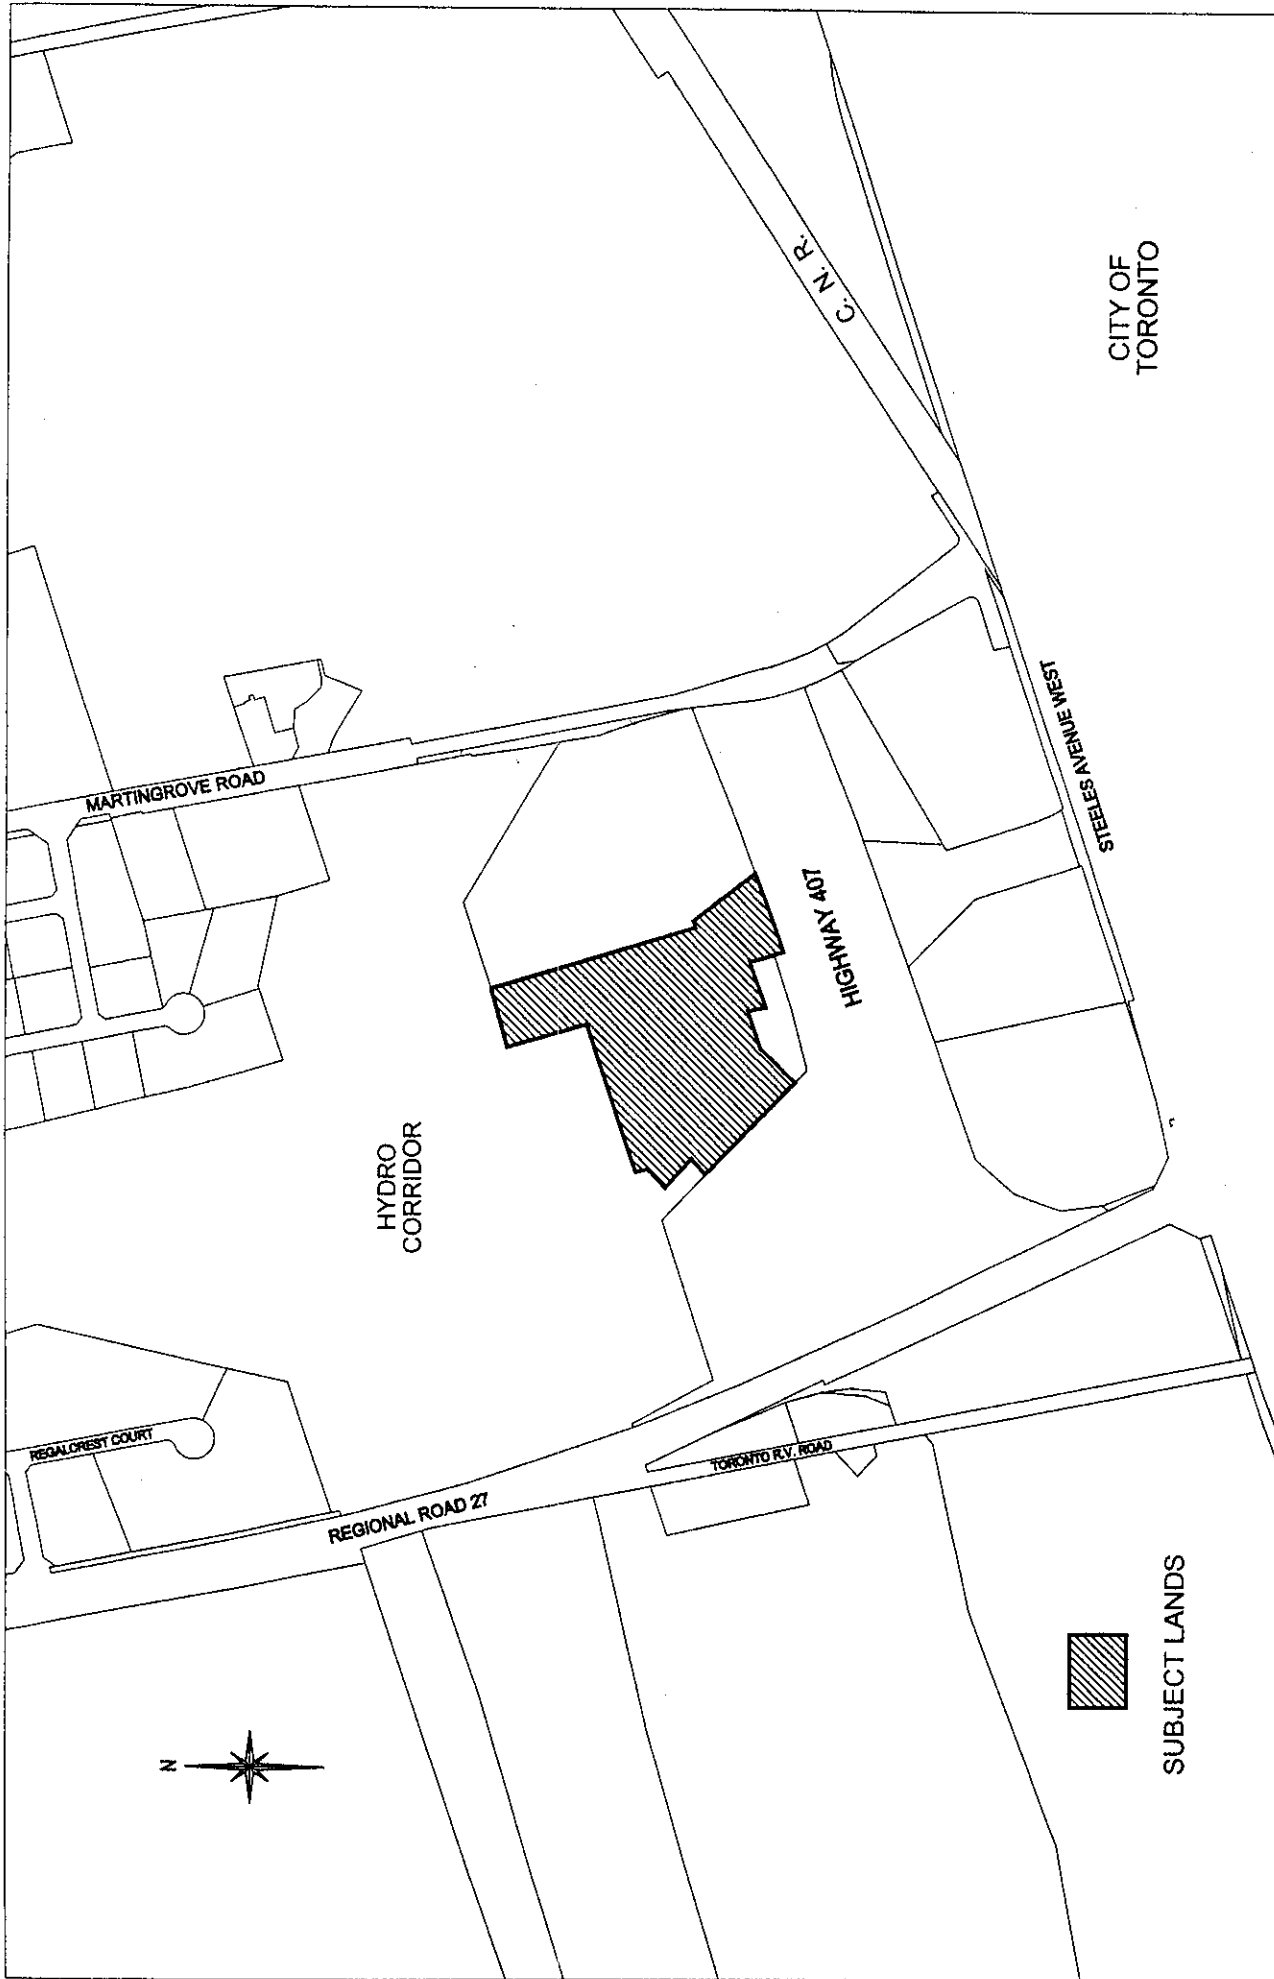 MARTINGROVE ROAD
C. N. R.
CITY OF
TORONTO
STEELES AVENUE WEST
HIGHWAY 407
HYDRO
CORRIDOR
REGALCREST COURT
REGIONAL ROAD 27
TORONTO R.V. ROAD
N
SUBJECT LANDS